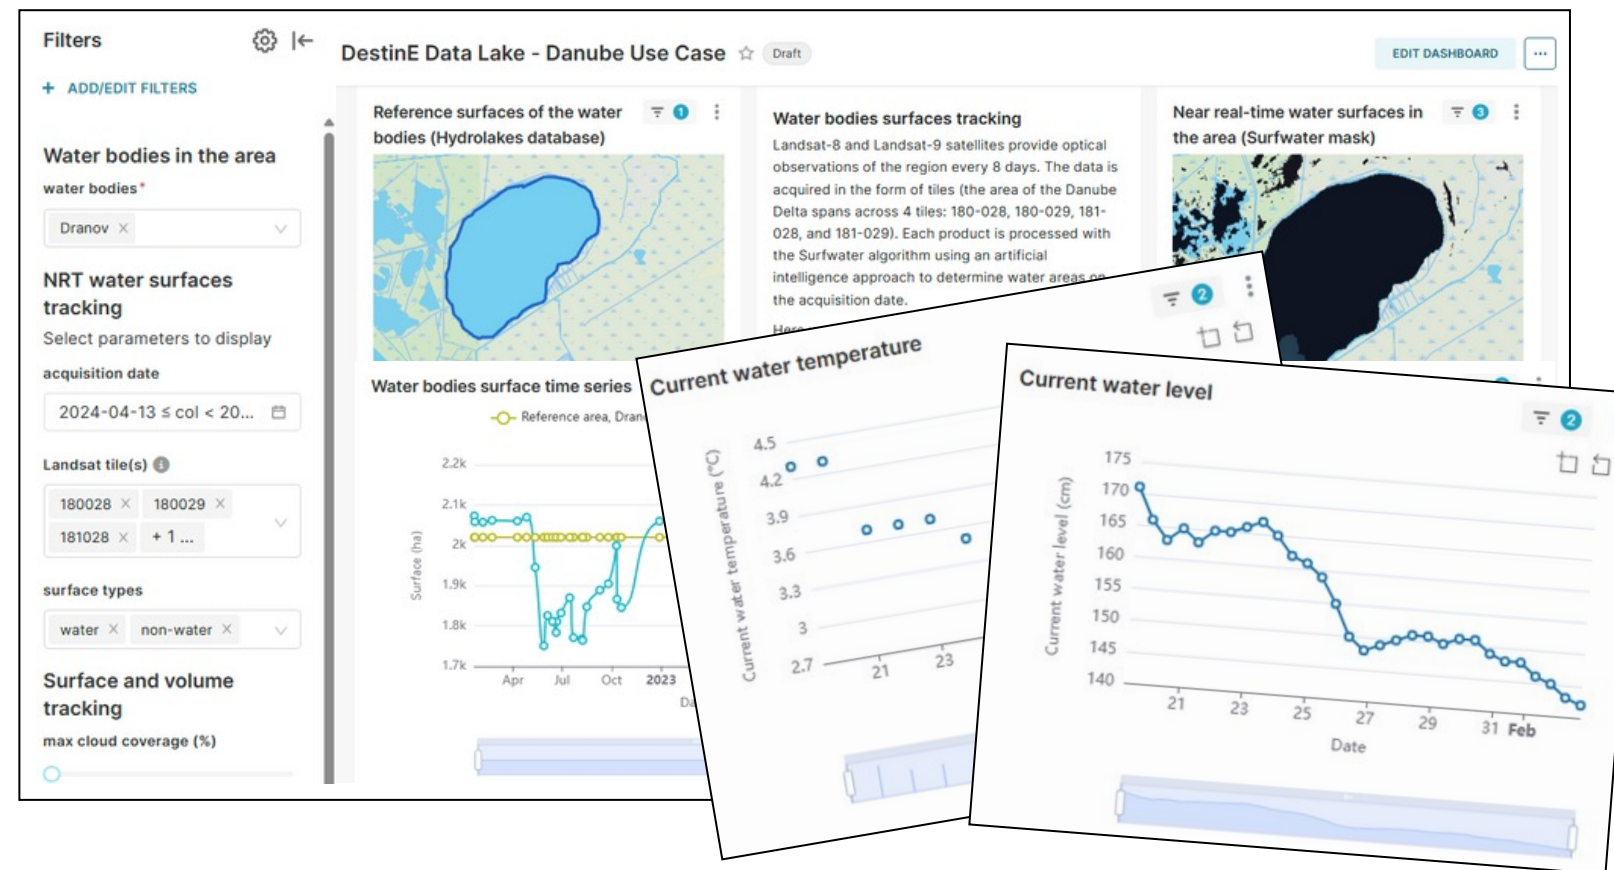 Filters
+ ADD/EDIT FILTERS
Water bodies in the area
water bodies*
Dranov ×
NRT water surfaces
tracking
Select parameters to display
acquisition date
2024-04-13 ≤ col < 20...
Landsat tile(s)
180028 × 180029 ×
181028 × + 1 ...
surface types
water × non-water ×
Surface and volume
tracking
max cloud coverage (%)
DestinE Data Lake - Danube Use Case
Draft
EDIT DASHBOARD
...
Reference surfaces of the water
bodies (Hydrolakes database)
1
Water bodies surfaces tracking
Landsat-8 and Landsat-9 satellites provide optical
observations of the region every 8 days. The data is
acquired in the form of tiles (the area of the Danube
Delta spans across 4 tiles: 180-028, 180-029, 181-
028, and 181-029). Each product is processed with
the Surfwater algorithm using an artificial
intelligence approach to determine water areas on
the acquisition date.
Near real-time water surfaces in
the area (Surfwater mask)
3
Water bodies surface time series
Reference area, Dran
Surface (ha)
2.2k
2.1k
2k
1.9k
1.8k
1.7k
Apr Jul Oct 2023
Da
Current water temperature
2
Current water temperature (°C)
4.5
4.2
3.9
3.6
3.3
3
2.7
21 23
Current water level
2
Current water level (cm)
175
170
165
160
155
150
145
140
21 23 25 27 29 31 Feb
Date